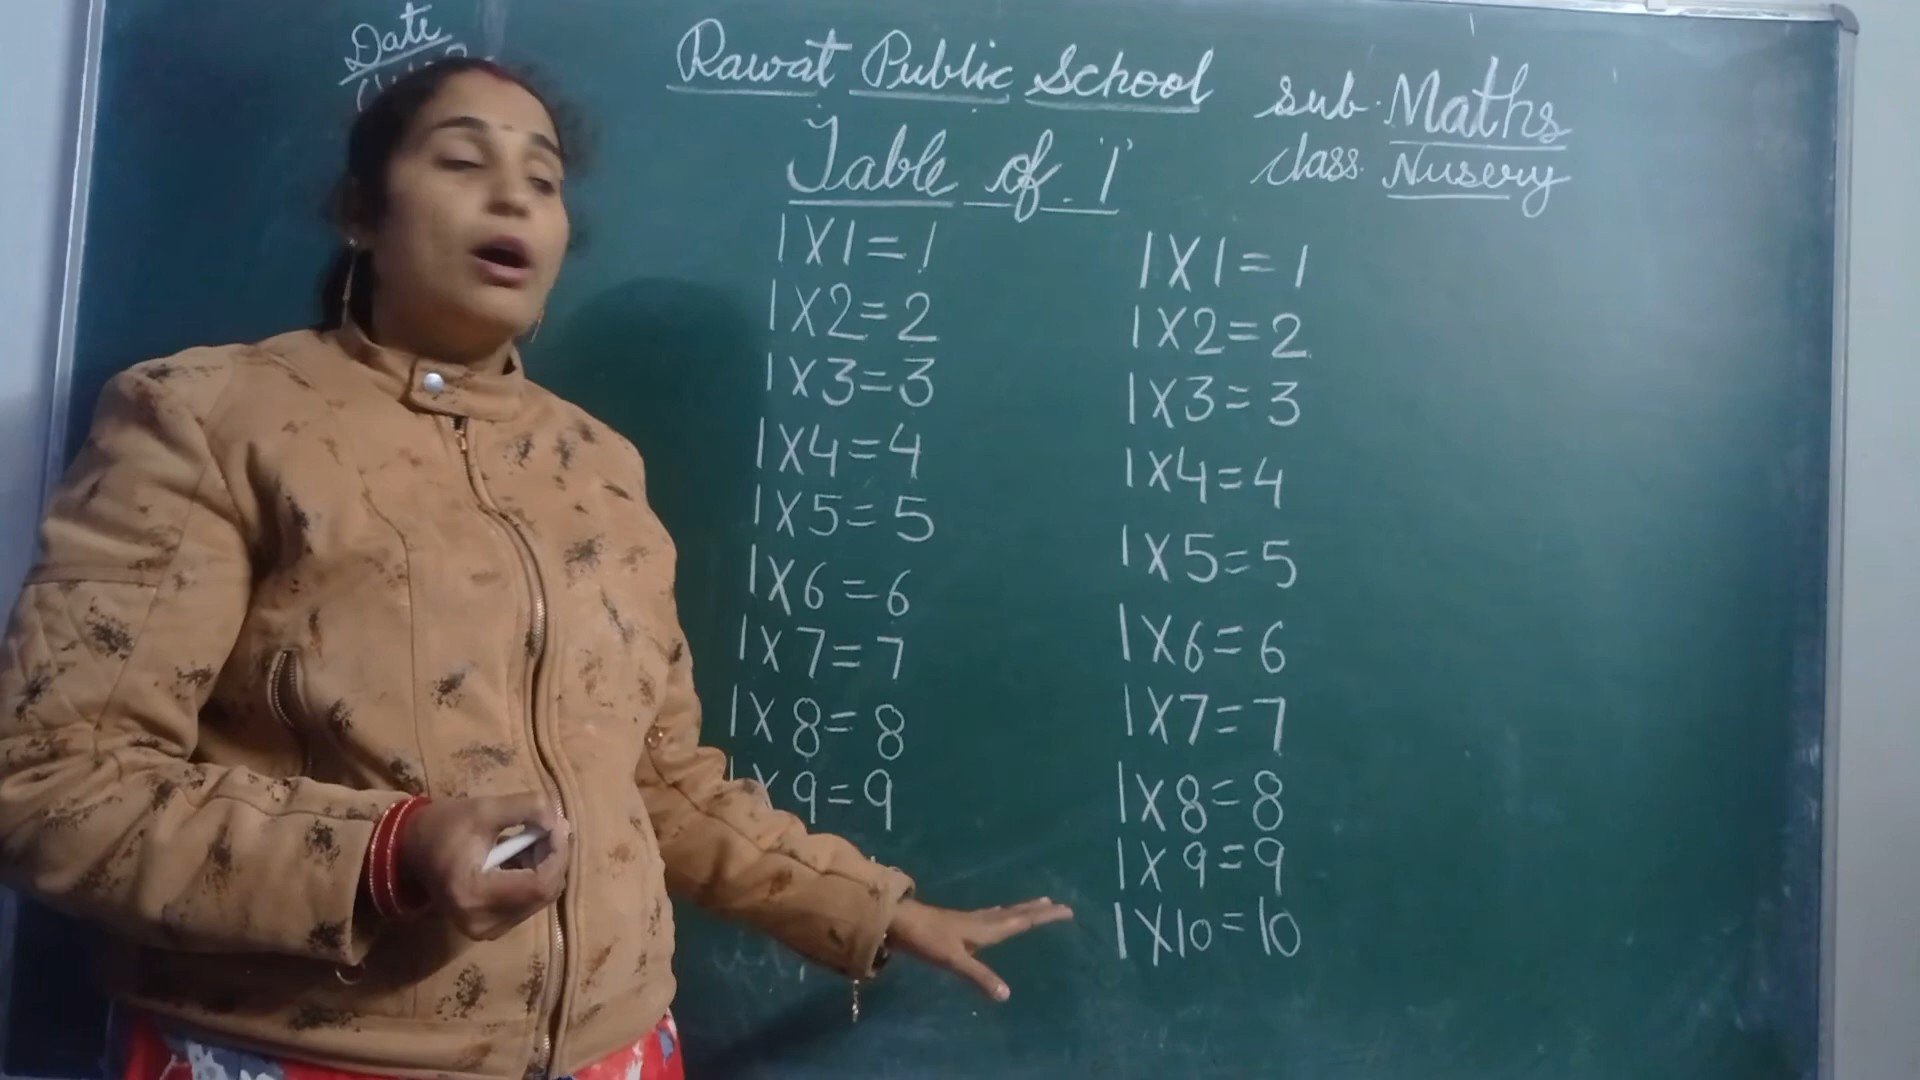 Date
Rawat Public School
sub. Maths
Table of '1'
class. Nusery
1X1=1
1X2=2
1X3=3
1X4=4
1X5=5
1X6=6
1X7=7
1X8=8
X9=9
1X1=1
1X2=2
1X3=3
1X4=4
1X5=5
1X6=6
1X7=7
1X8=8
1X9=9
1X10=10